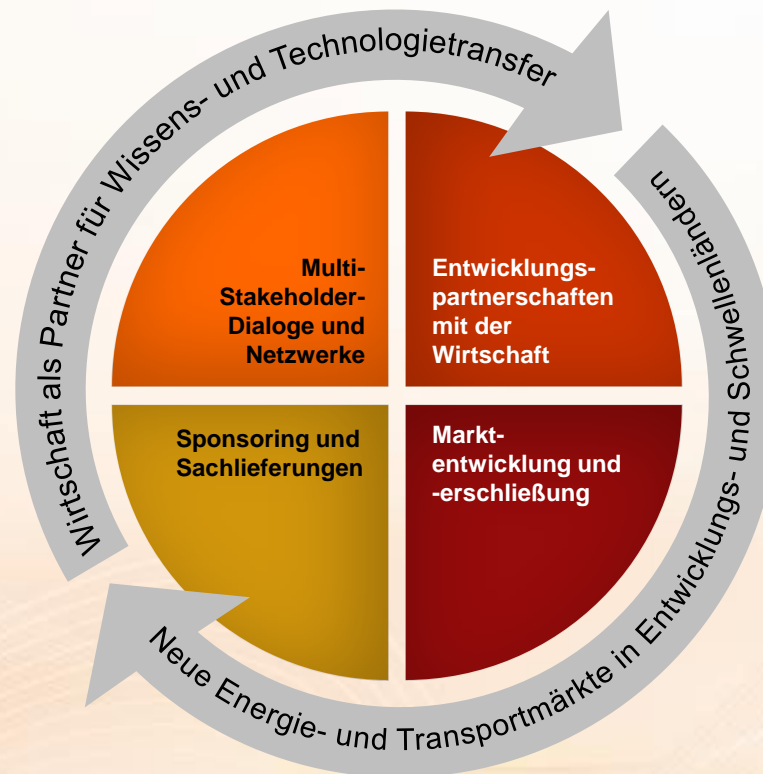 Wirtschaft als Partner für Wissens- und Technologietransfer
Multi-
Stakeholder-
Dialoge und
Netzwerke
Entwicklungs-
partnerschaften
mit der
Wirtschaft
Sponsoring und
Sachlieferungen
Markt-
entwicklung und
-erschließung
Neue Energie- und Transportmärkte in Entwicklungs- und Schwellenländern